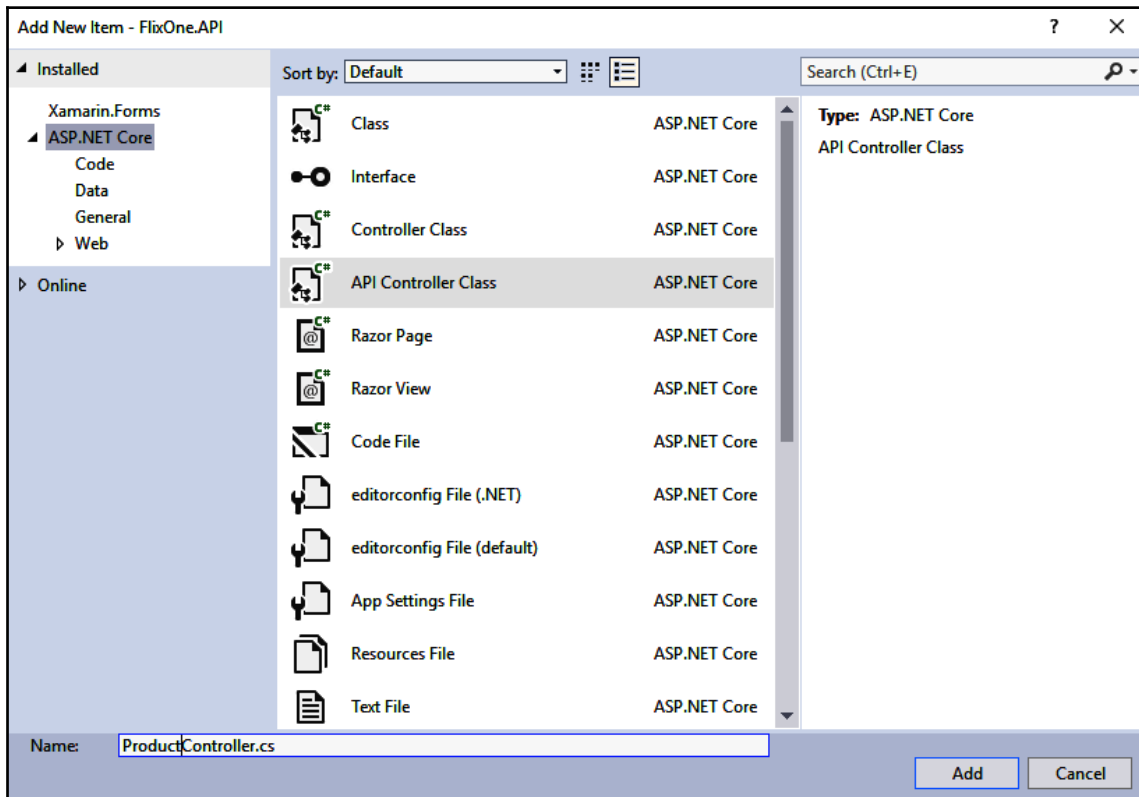 Add New Item - FlixOne.API ?
Installed
Xamarin.Forms
ASP.NET Core
Code
Data
General
Web
Online
Sort by: Default
C# Class ASP.NET Core
Interface ASP.NET Core
C# Controller Class ASP.NET Core
C# API Controller Class ASP.NET Core
C# @ Razor Page ASP.NET Core
C# @ Razor View ASP.NET Core
C# Code File ASP.NET Core
editorconfig File (.NET) ASP.NET Core
editorconfig File (default) ASP.NET Core
App Settings File ASP.NET Core
Resources File ASP.NET Core
Text File ASP.NET Core
Search (Ctrl+E)
Type: ASP.NET Core
API Controller Class
Name: ProductController.cs
Add Cancel